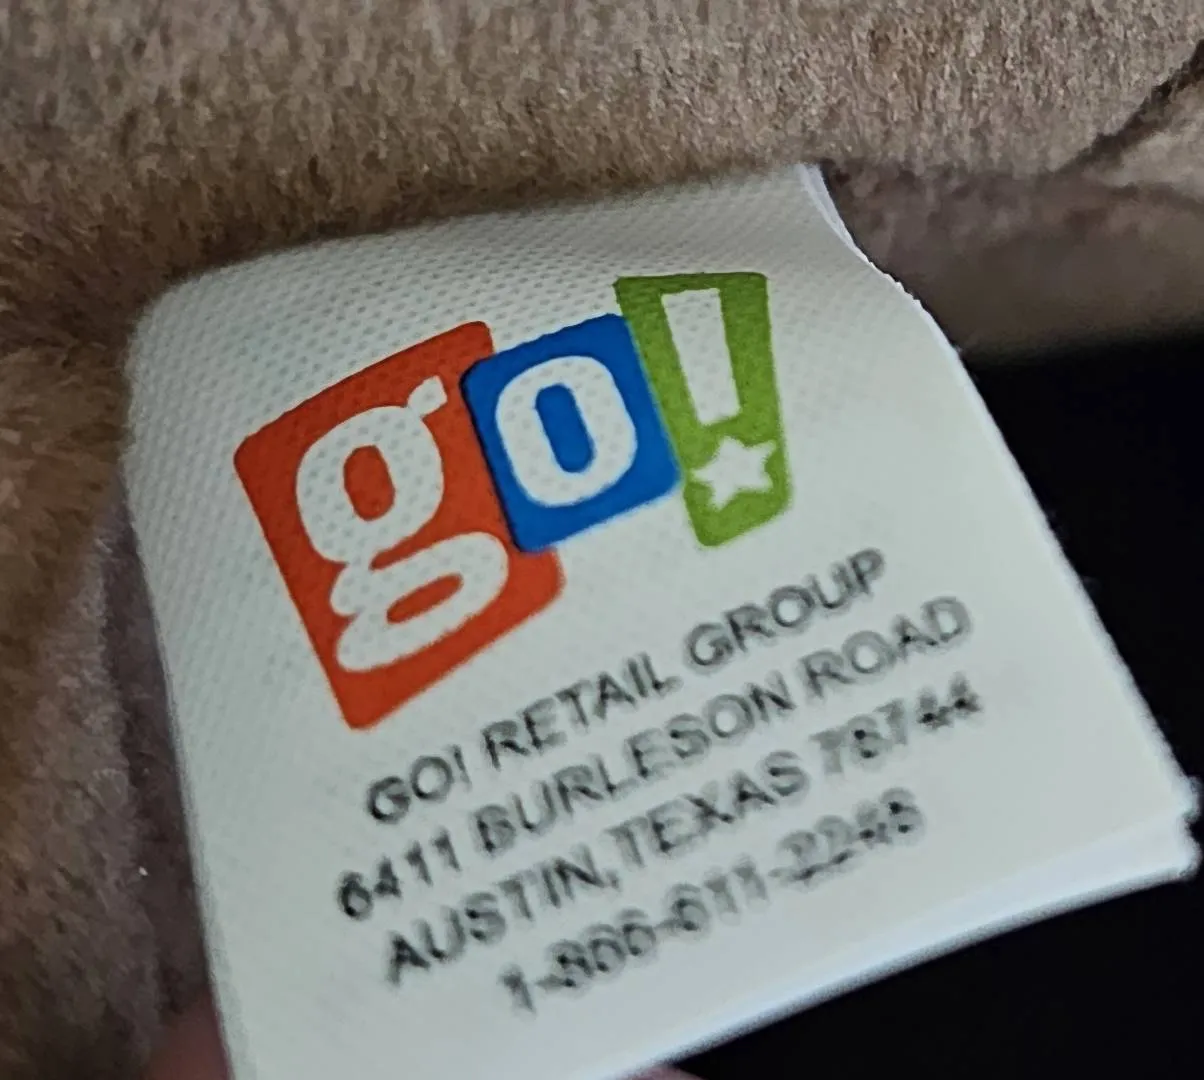 go!
GO! RETAIL GROUP
6411 BURLESON ROAD
AUSTIN, TEXAS 78744